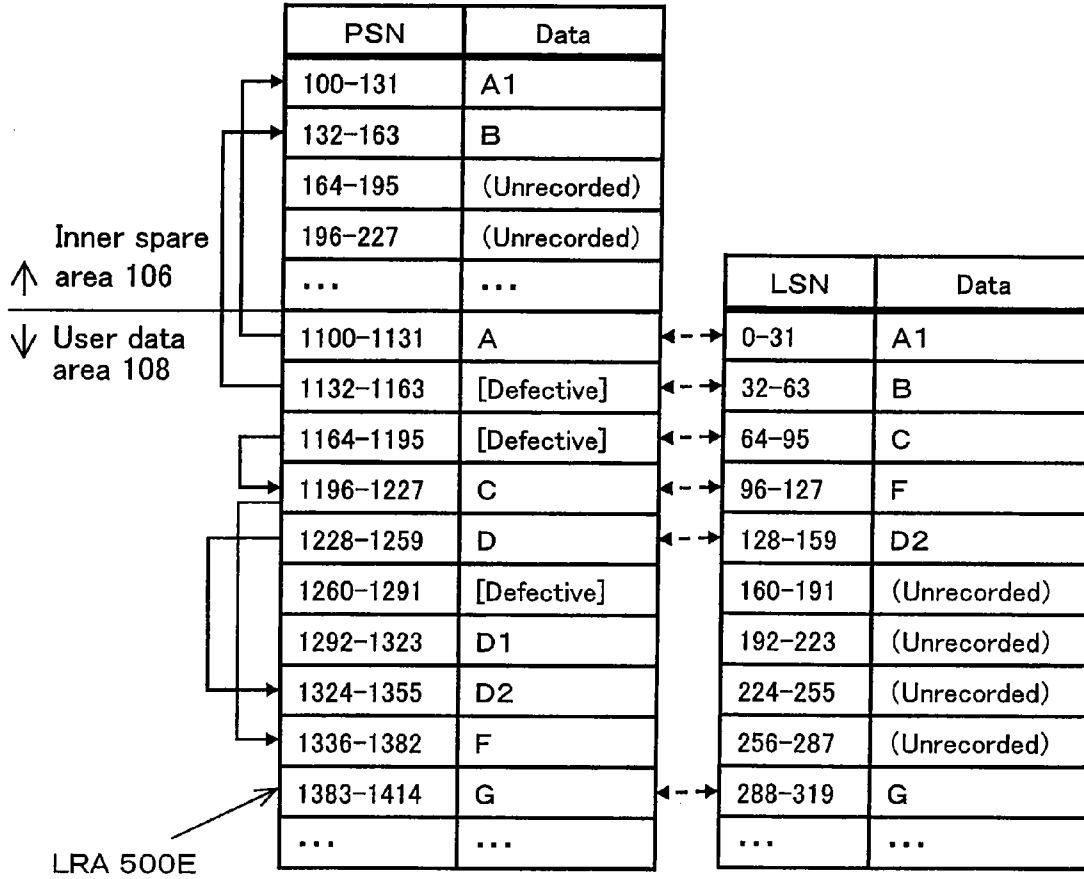 PSN Data
100-131 A1
132-163 B
164-195 (Unrecorded)
196-227 (Unrecorded)
... ...
Inner spare
area 106
User data
area 108
1100-1131 A
1132-1163 [Defective]
1164-1195 [Defective]
1196-1227 C
1228-1259 D
1260-1291 [Defective]
1292-1323 D1
1324-1355 D2
1336-1382 F
1383-1414 G
... ...
LRA 500E
LSN Data
0-31 A1
32-63 B
64-95 C
96-127 F
128-159 D2
160-191 (Unrecorded)
192-223 (Unrecorded)
224-255 (Unrecorded)
256-287 (Unrecorded)
288-319 G
... ...